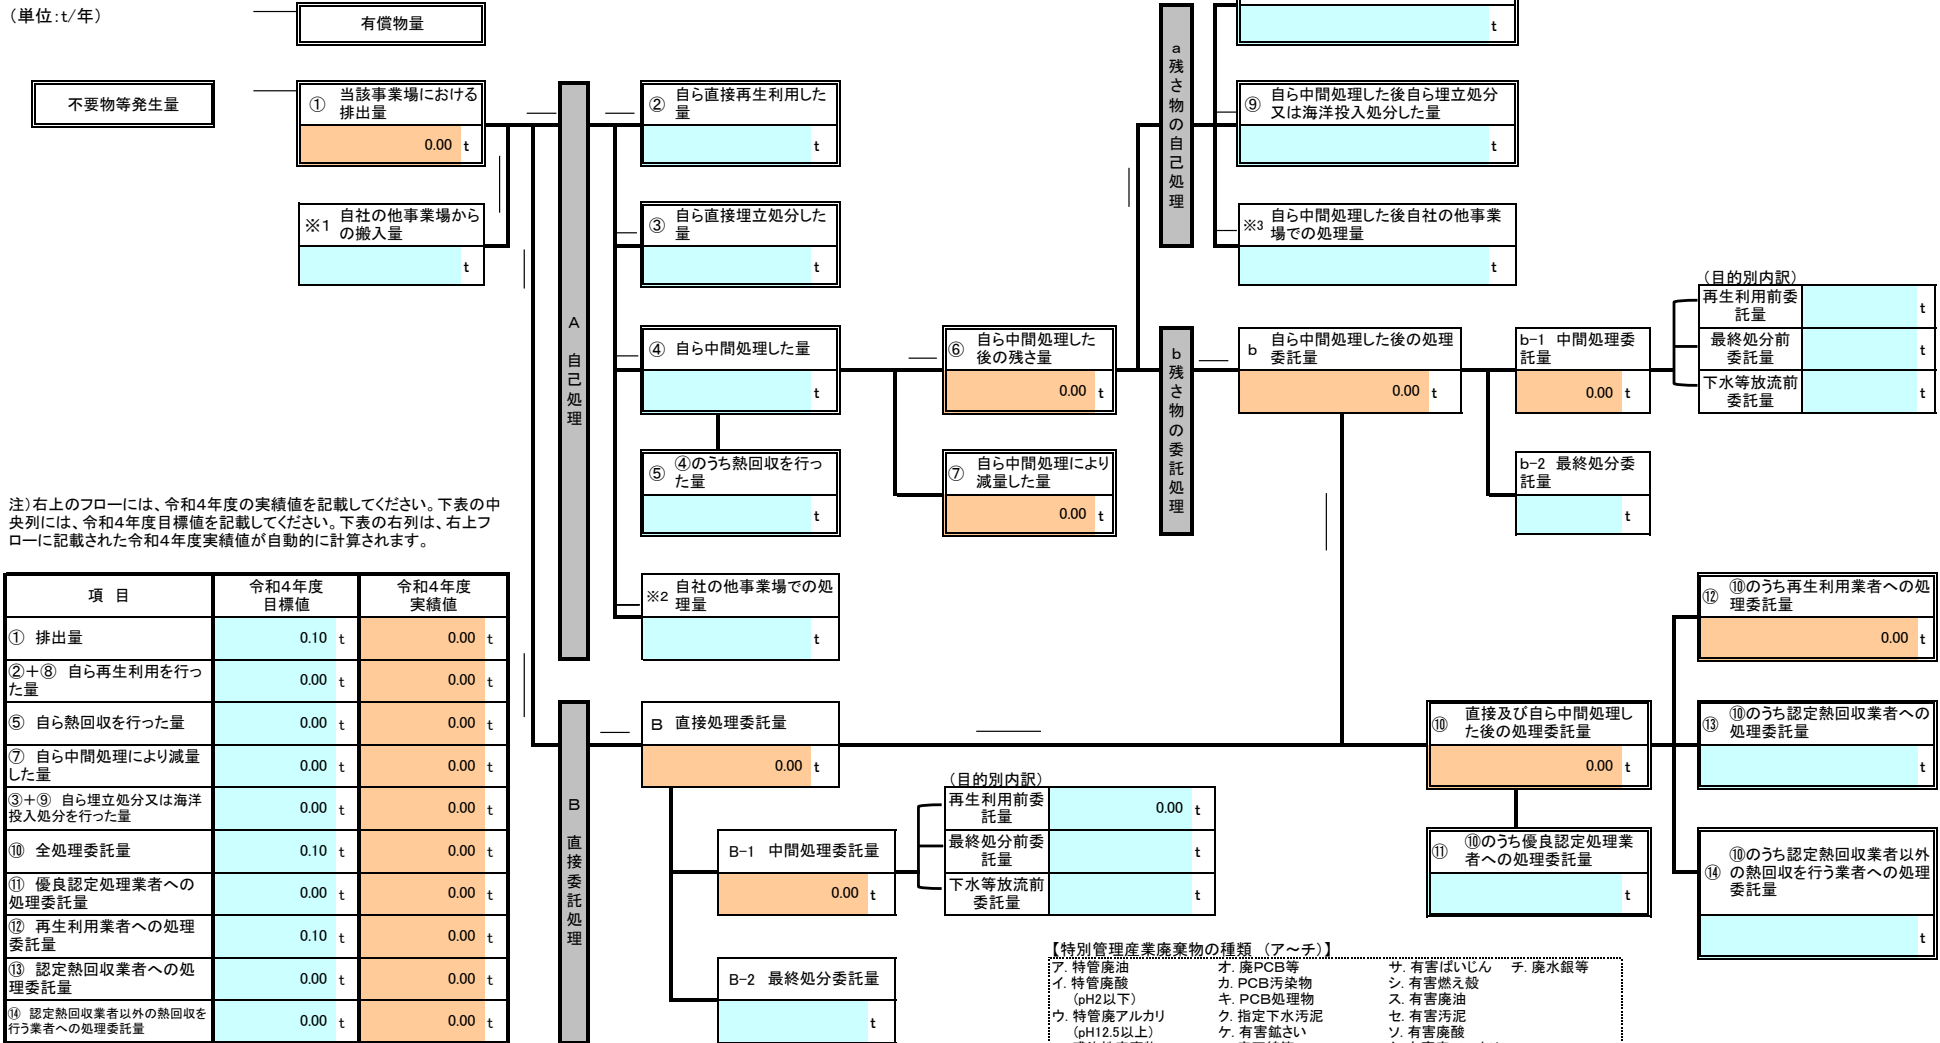 （単位：t/年）
有償物量
t
不要物等発生量
① 当該事業場における
排出量
0.00 t
※1 自社の他事業場から
の搬入量
t
A 自己処理
② 自ら直接再生利用した
量
t
③ 自ら直接埋立処分した
量
t
④ 自ら中間処理した量
t
⑤ ④のうち熱回収を行っ
た量
t
※2 自社の他事業場での処
理量
t
⑥ 自ら中間処理した
後の残さ量
0.00 t
⑦ 自ら中間処理により
減量した量
0.00 t
a 残さ物の自己処理
⑨ 自ら中間処理した後自ら埋立処分
又は海洋投入処分した量
t
※3 自ら中間処理した後自社の他事業
場での処理量
t
b 残さ物の委託処理
b 自ら中間処理した後の処理
委託量
0.00 t
b-1 中間処理委
託量
0.00 t
b-2 最終処分委
託量
t
（目的別内訳）
再生利用前委
託量
t
最終処分前
委託量
t
下水等放流前
委託量
t
注）右上のフローには、令和4年度の実績値を記載してください。下表の中
央列には、令和4年度目標値を記載してください。下表の右列は、右上フ
ローに記載された令和4年度実績値が自動的に計算されます。
項 目
令和4年度
目標値
令和4年度
実績値
① 排出量
0.10 t 0.00 t
②＋⑧ 自ら再生利用を行っ
た量
0.00 t 0.00 t
⑤ 自ら熱回収を行った量
0.00 t 0.00 t
⑦ 自ら中間処理により減量
した量
0.00 t 0.00 t
③＋⑨ 自ら埋立処分又は海洋
投入処分を行った量
0.00 t 0.00 t
⑩ 全処理委託量
0.10 t 0.00 t
⑪ 優良認定処理業者への
処理委託量
0.00 t 0.00 t
⑫ 再生利用業者への処理
委託量
0.10 t 0.00 t
⑬ 認定熱回収業者への処
理委託量
0.00 t 0.00 t
⑭ 認定熱回収業者以外の熱回収を
行う業者への処理委託量
0.00 t 0.00 t
B 直接委託処理
B 直接処理委託量
0.00 t
B-1 中間処理委託量
0.00 t
B-2 最終処分委託量
t
（目的別内訳）
再生利用前委
託量
0.00 t
最終処分前委
託量
t
下水等放流前
委託量
t
⑩ 直接及び自ら中間処理し
た後の処理委託量
0.00 t
⑪ ⑩のうち優良認定処理業
者への処理委託量
t
⑫ ⑩のうち再生利用業者への処
理委託量
0.00 t
⑬ ⑩のうち認定熱回収業者への
処理委託量
t
⑭ ⑩のうち認定熱回収業者以外
の熱回収を行う業者への処理
委託量
t
【特別管理産業廃棄物の種類 （ア～チ）】
ア. 特管廃油 オ. 廃PCB等 サ. 有害ばいじん チ. 廃水銀等
イ. 特管廃酸 カ. PCB汚染物 シ. 有害燃え殻
（pH2以下） キ. PCB処理物 ス. 有害廃油
ウ. 特管廃アルカリ ク. 指定下水汚泥 セ. 有害汚泥
（pH12.5以上） ケ. 有害鉱さい ソ. 有害廃酸